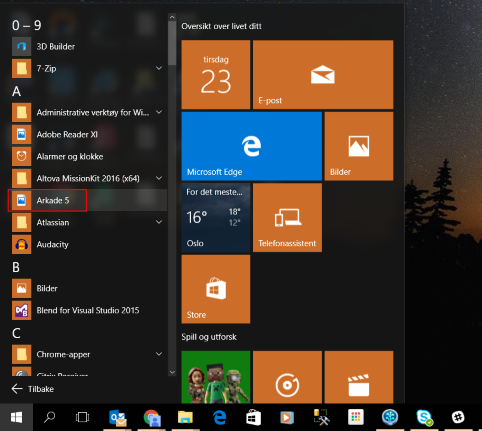 0 – 9
3D Builder
7-Zip
A
Administrative verktøy for Wi...
Adobe Reader XI
Alarmer og klokke
Altova MissionKit 2016 (x64)
Arkade 5
Atlassian
Audacity
B
Bilder
Blend for Visual Studio 2015
C
Chrome-apper
Citrix Receiver
Tilbake
Oversikt over livet ditt
tirsdag
23
E-post
Microsoft Edge
Bilder
For det meste...
16°
18°
12°
Oslo
Telefonassistent
Store
Spill og utforsk